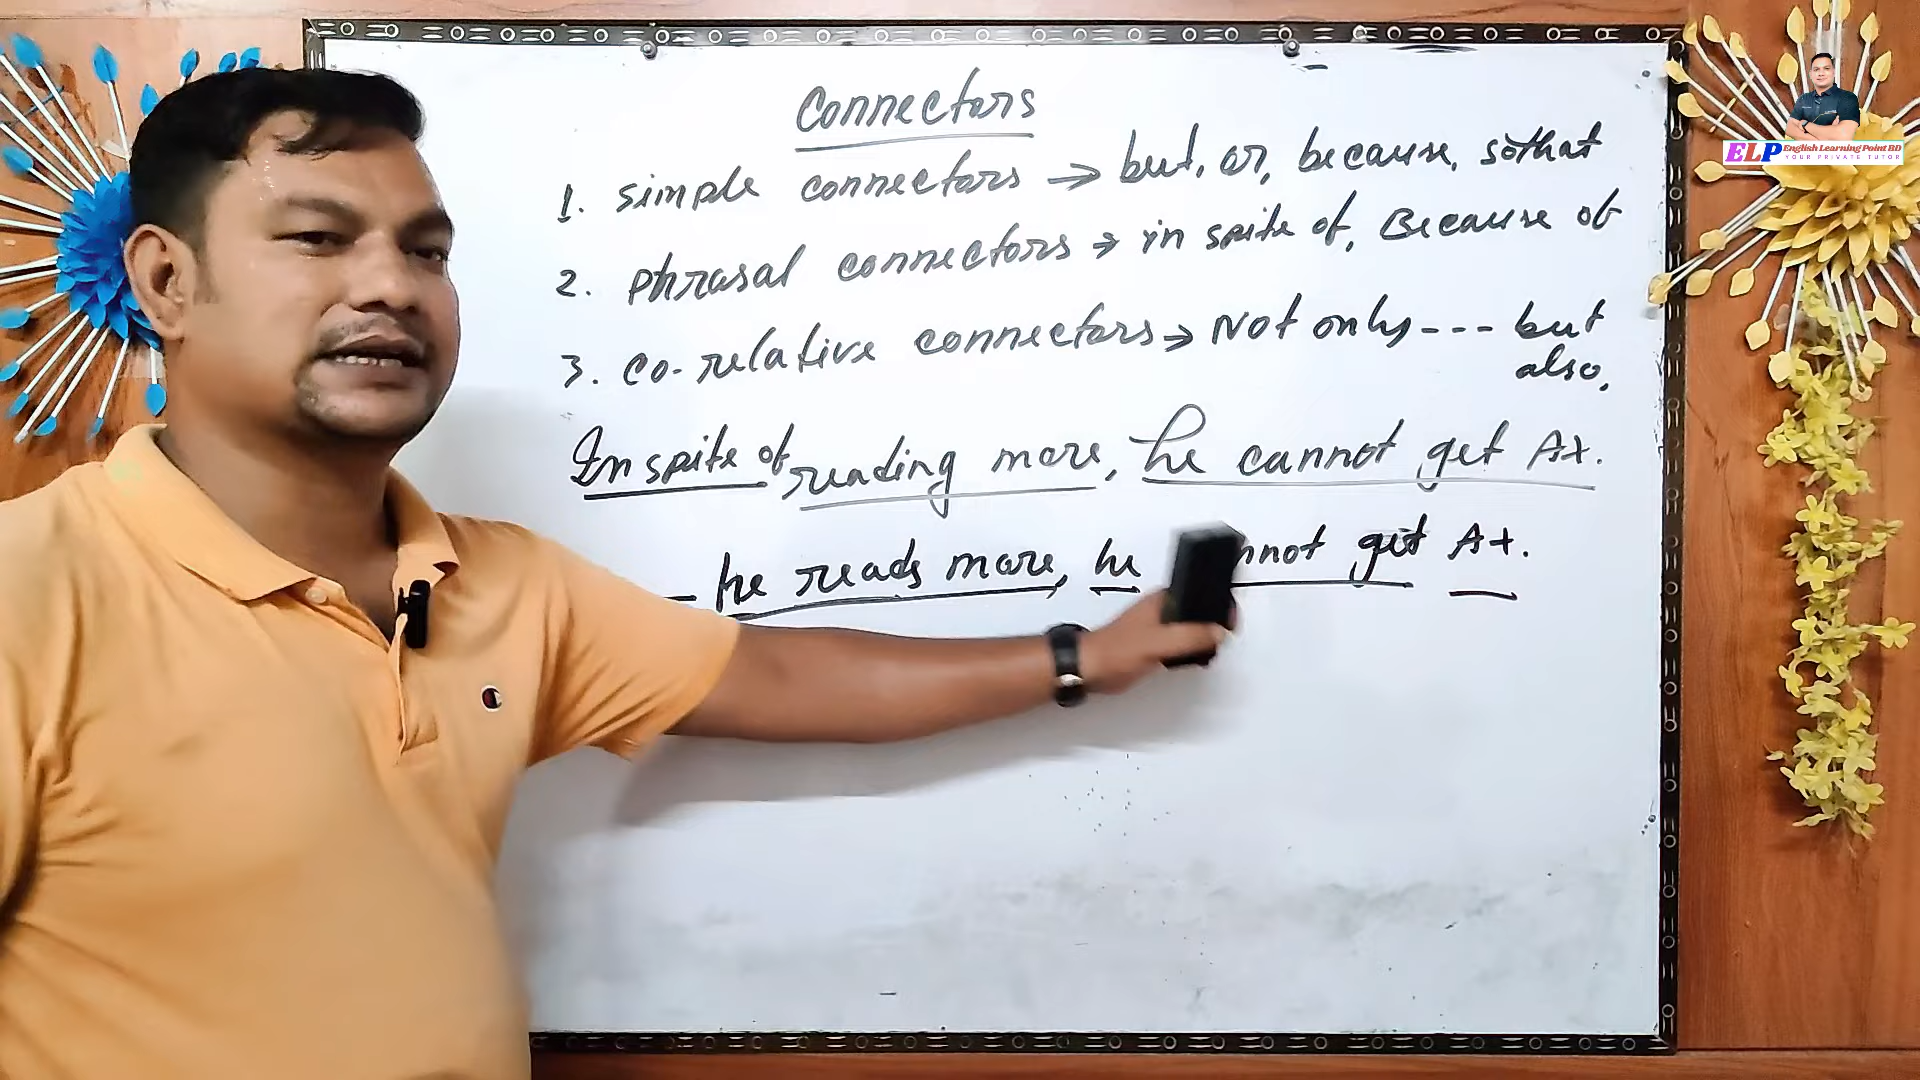 Connectors
1. simple connectors → but, or, because, so that
2. phrasal connectors → in spite of, Because of
3. co-relative connectors → Not only --- but
also,
In spite of reading more, he cannot get A+.
he reads more, he nnot get A+.
ELP English Learning Point BD
YOUR PRIVATE TUTOR